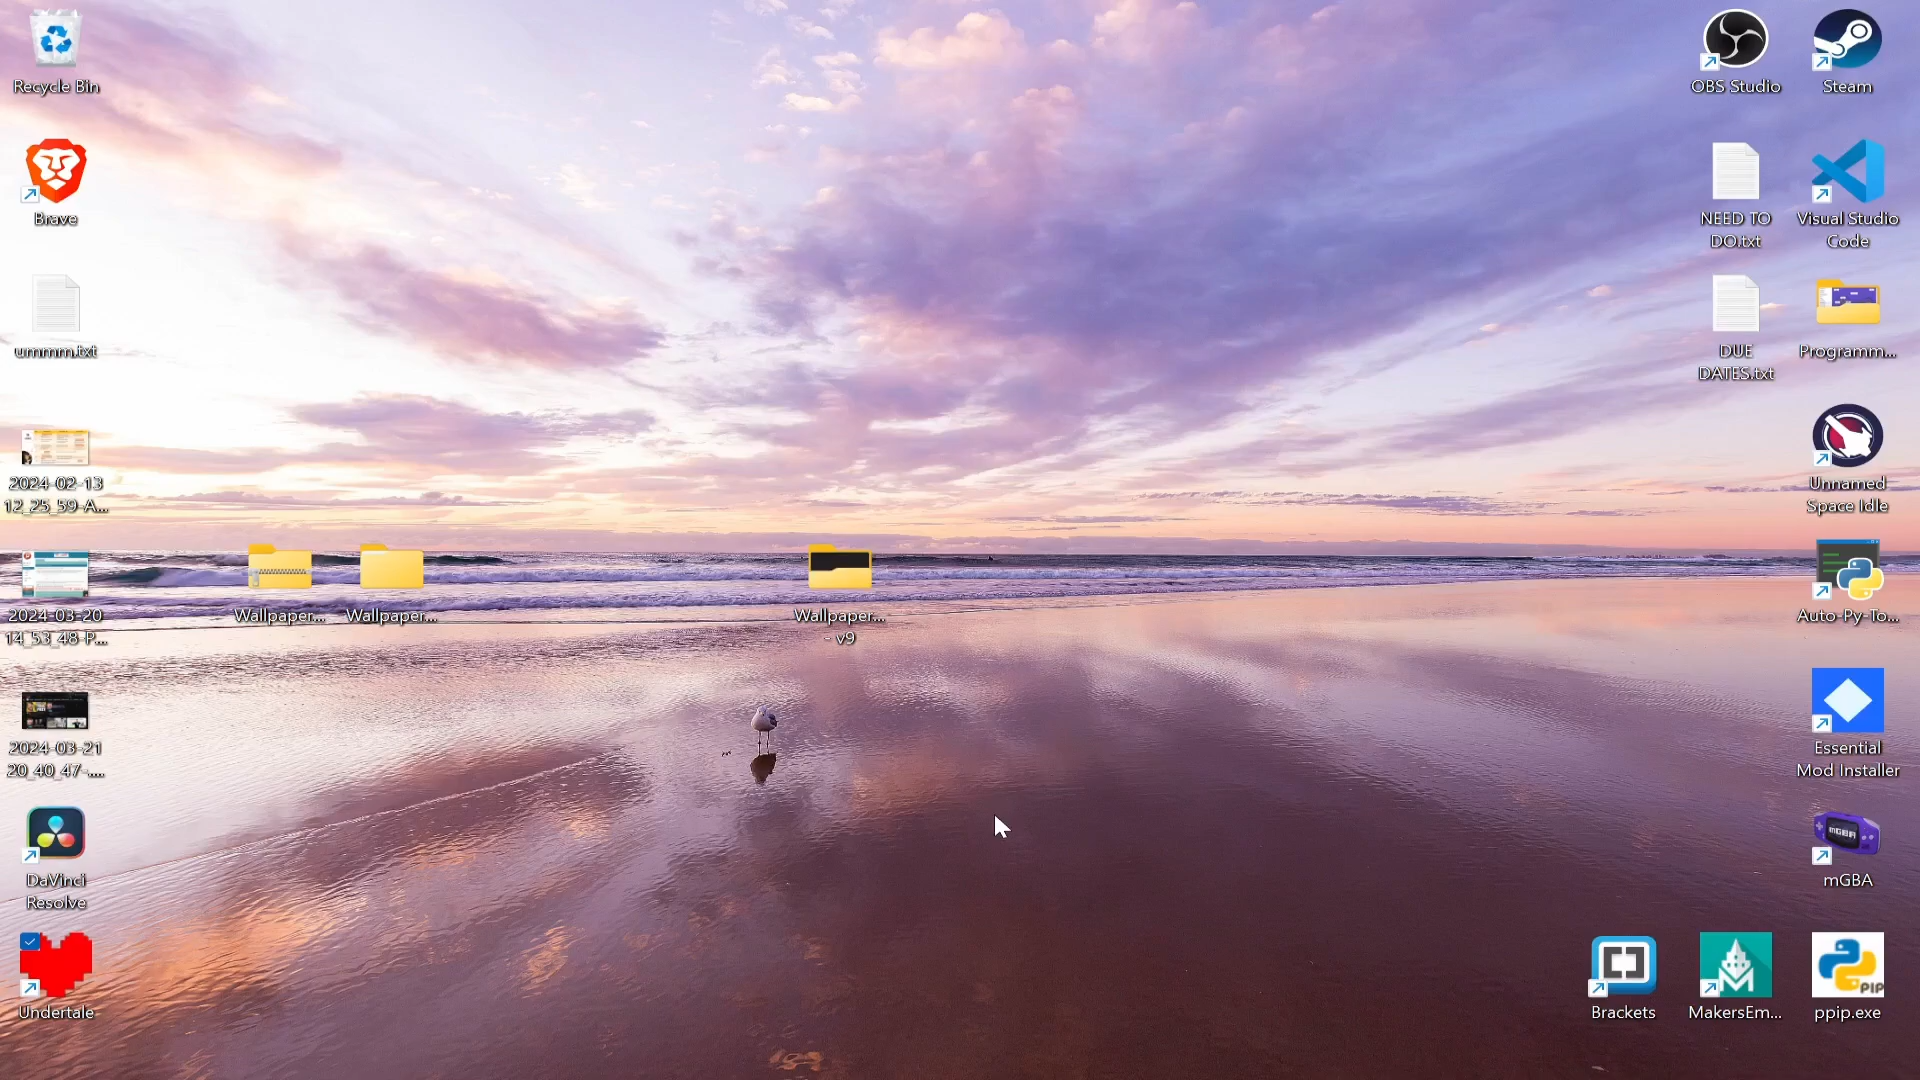 Recycle Bin
OBS Studio
Steam
Brave
NEED TO
DO.txt
Visual Studio
Code
ummm.txt
DUE
DATES.txt
Programm...
2024-02-13
12_25_59-A...
Unnamed
Space Idle
2024-03-20
14_53_48-P...
Wallpaper...
Wallpaper...
Wallpaper...
- v9
Auto-Py-To...
2024-03-21
20_40_47-....
Essential
Mod Installer
DaVinci
Resolve
mGBA
mGBA
Undertale
Brackets
MakersEm...
PIP
ppip.exe